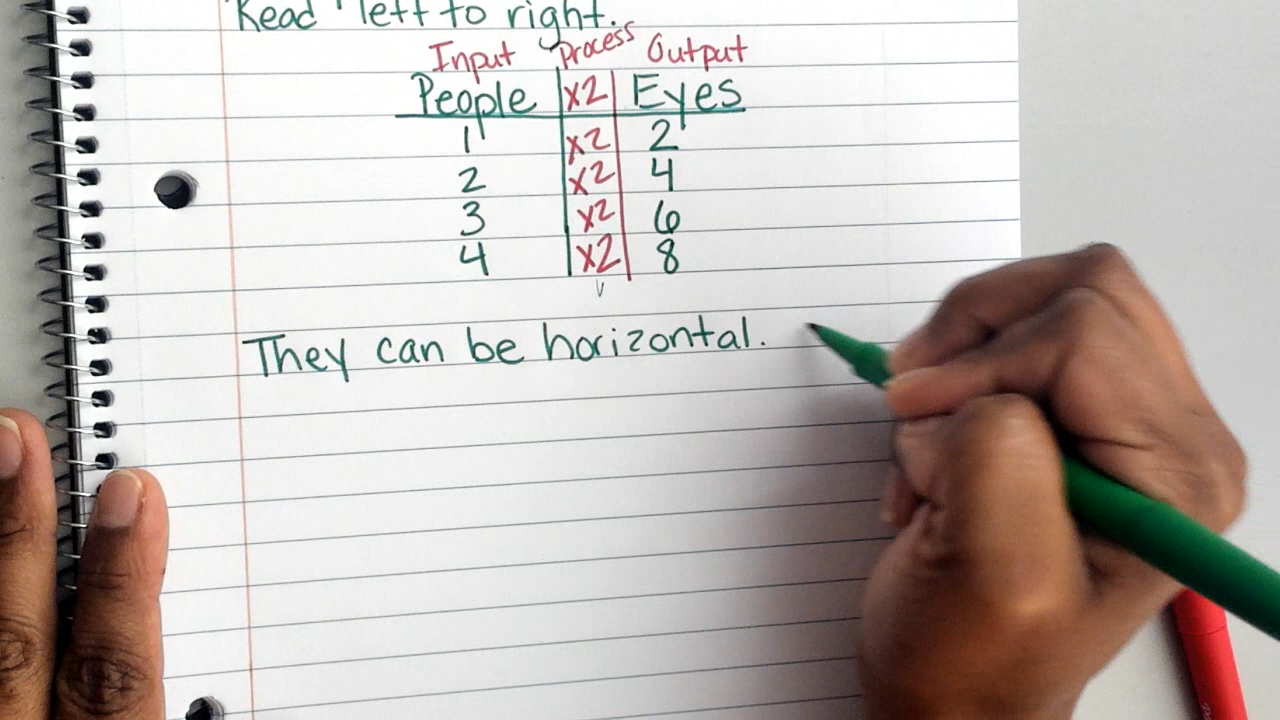 Read left to right.
Input Process Output
People x2 Eyes
1 x2 2
2 x2 4
3 x2 6
4 x2 8
They can be horizontal.